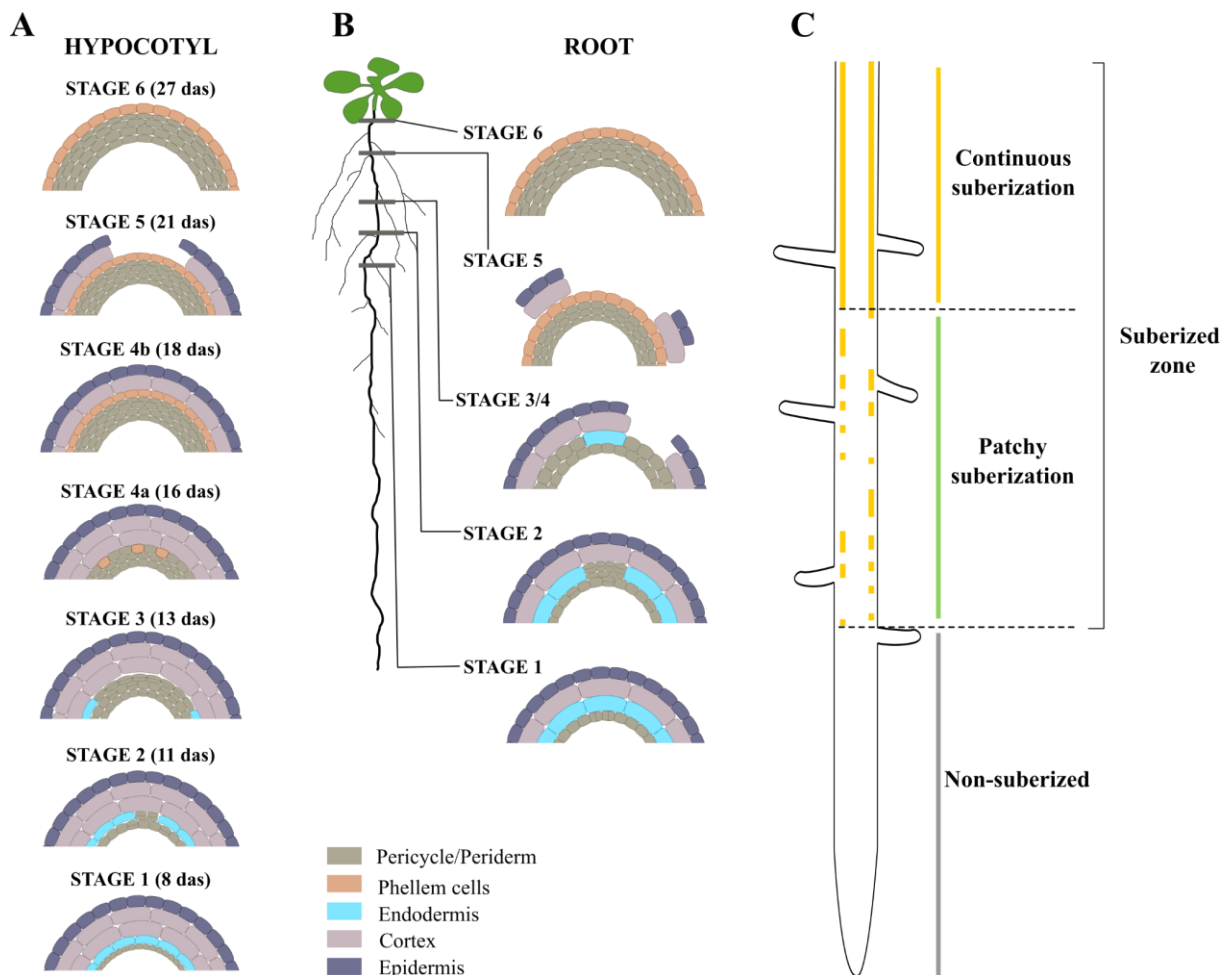 A
HYPOCOTYL
STAGE 6 (27 das)
STAGE 5 (21 das)
STAGE 4b (18 das)
STAGE 4a (16 das)
STAGE 3 (13 das)
STAGE 2 (11 das)
STAGE 1 (8 das)
B
ROOT
STAGE 6
STAGE 5
STAGE 3/4
STAGE 2
STAGE 1
Pericycle/Periderm
Phellem cells
Endodermis
Cortex
Epidermis
C
Continuous
suberization
Patchy
suberization
Suberized
zone
Non-suberized